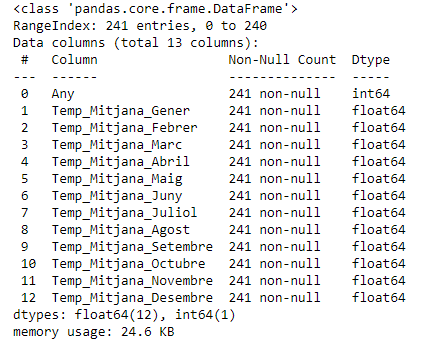 <class 'pandas.core.frame.DataFrame'>
RangeIndex: 241 entries, 0 to 240
Data columns (total 13 columns):
 #   Column                Non-Null Count  Dtype
---  ------                --------------  -----
 0   Any                   241 non-null    int64
 1   Temp_Mitjana_Gener    241 non-null    float64
 2   Temp_Mitjana_Febrer   241 non-null    float64
 3   Temp_Mitjana_Marc     241 non-null    float64
 4   Temp_Mitjana_Abril    241 non-null    float64
 5   Temp_Mitjana_Maig     241 non-null    float64
 6   Temp_Mitjana_Juny     241 non-null    float64
 7   Temp_Mitjana_Juliol   241 non-null    float64
 8   Temp_Mitjana_Agost    241 non-null    float64
 9   Temp_Mitjana_Setembre 241 non-null    float64
 10  Temp_Mitjana_Octubre  241 non-null    float64
 11  Temp_Mitjana_Novembre 241 non-null    float64
 12  Temp_Mitjana_Desembre 241 non-null    float64
dtypes: float64(12), int64(1)
memory usage: 24.6 KB